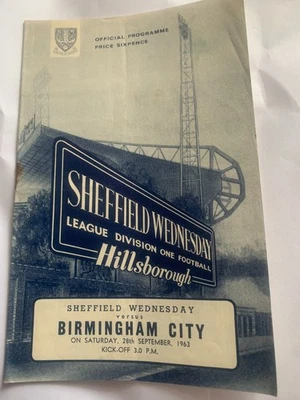 OFFICIAL PROGRAMME
PRICE SIXPENCE
SHEFFIELD WEDNESDAY
LEAGUE DIVISION ONE FOOTBALL
Hillsborough
SHEFFIELD WEDNESDAY
versus
BIRMINGHAM CITY
ON SATURDAY, 28th SEPTEMBER, 1963
KICK-OFF 3.0 P.M.